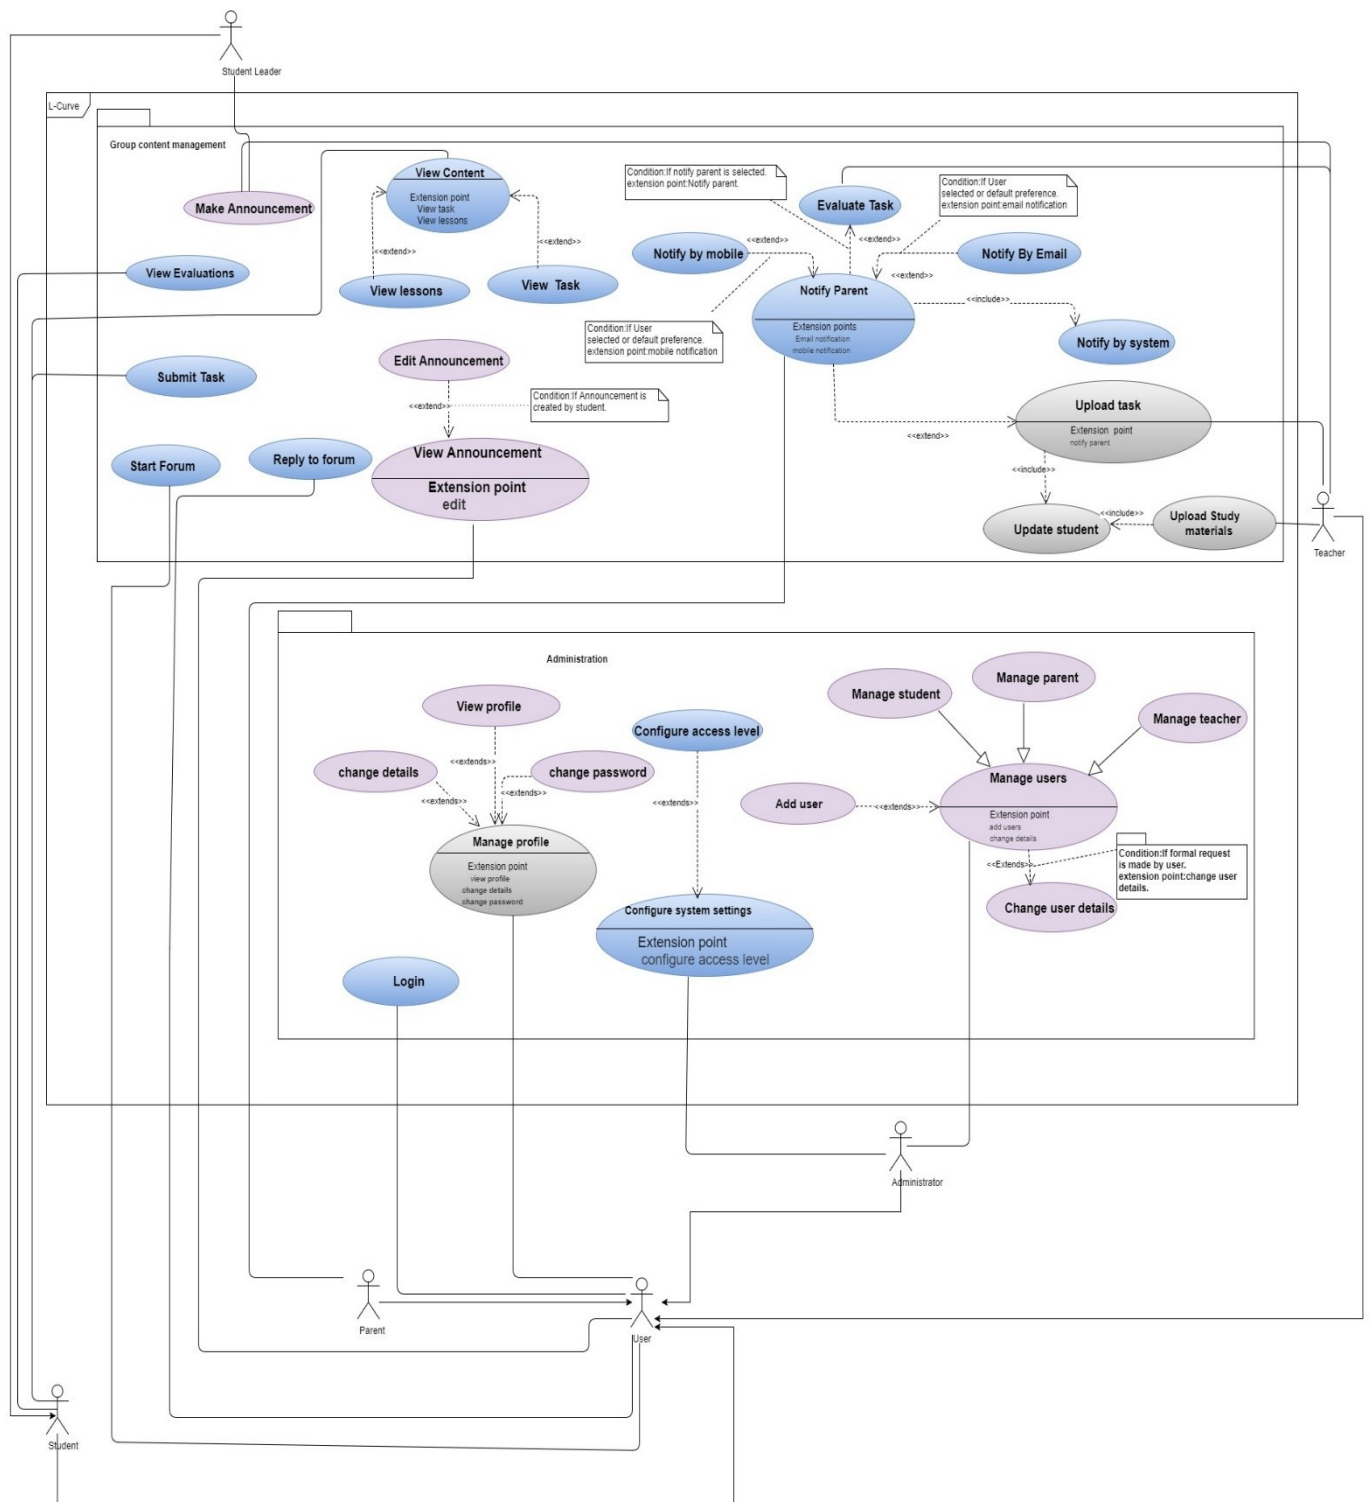 Student Leader
L-Curve
Group content management
Make Announcement
View Content
Extension point
View task
View lessons
<<extend>>
<<extend>>
View lessons
View Task
View Evaluations
Condition:If notify parent is selected.
extension point:Notify parent.
Evaluate Task
Condition:If User
selected or default preference.
extension point:email notification
Notify by mobile
<<extend>>
<<extend>>
Notify By Email
<<extend>>
Notify Parent
Extension points
Email notification
mobile notification
<<include>>
Notify by system
Condition:If User
selected or default preference.
extension point:mobile notification
Edit Announcement
Submit Task
<<extend>>
Condition:If Announcement is
created by student.
Upload task
Extension point
notify parent
<<extend>>
Start Forum
Reply to forum
View Announcement
Extension point
edit
<<include>>
<<include>>
Update student
Upload Study
materials
Teacher
Administration
View profile
Manage student
Manage parent
Manage teacher
Configure access level
change details
<<extends>>
change password
<<extends>>
<<extends>>
<<extends>>
Add user
<<extends>>
Manage users
Extension point
add users
change details
Manage profile
Extension point
view profile
change details
change password
<<Extends>>
Condition:If formal request
is made by user.
extension point:change user
details.
Change user details
Configure system settings
Extension point
configure access level
Login
Administrator
Parent
User
Student